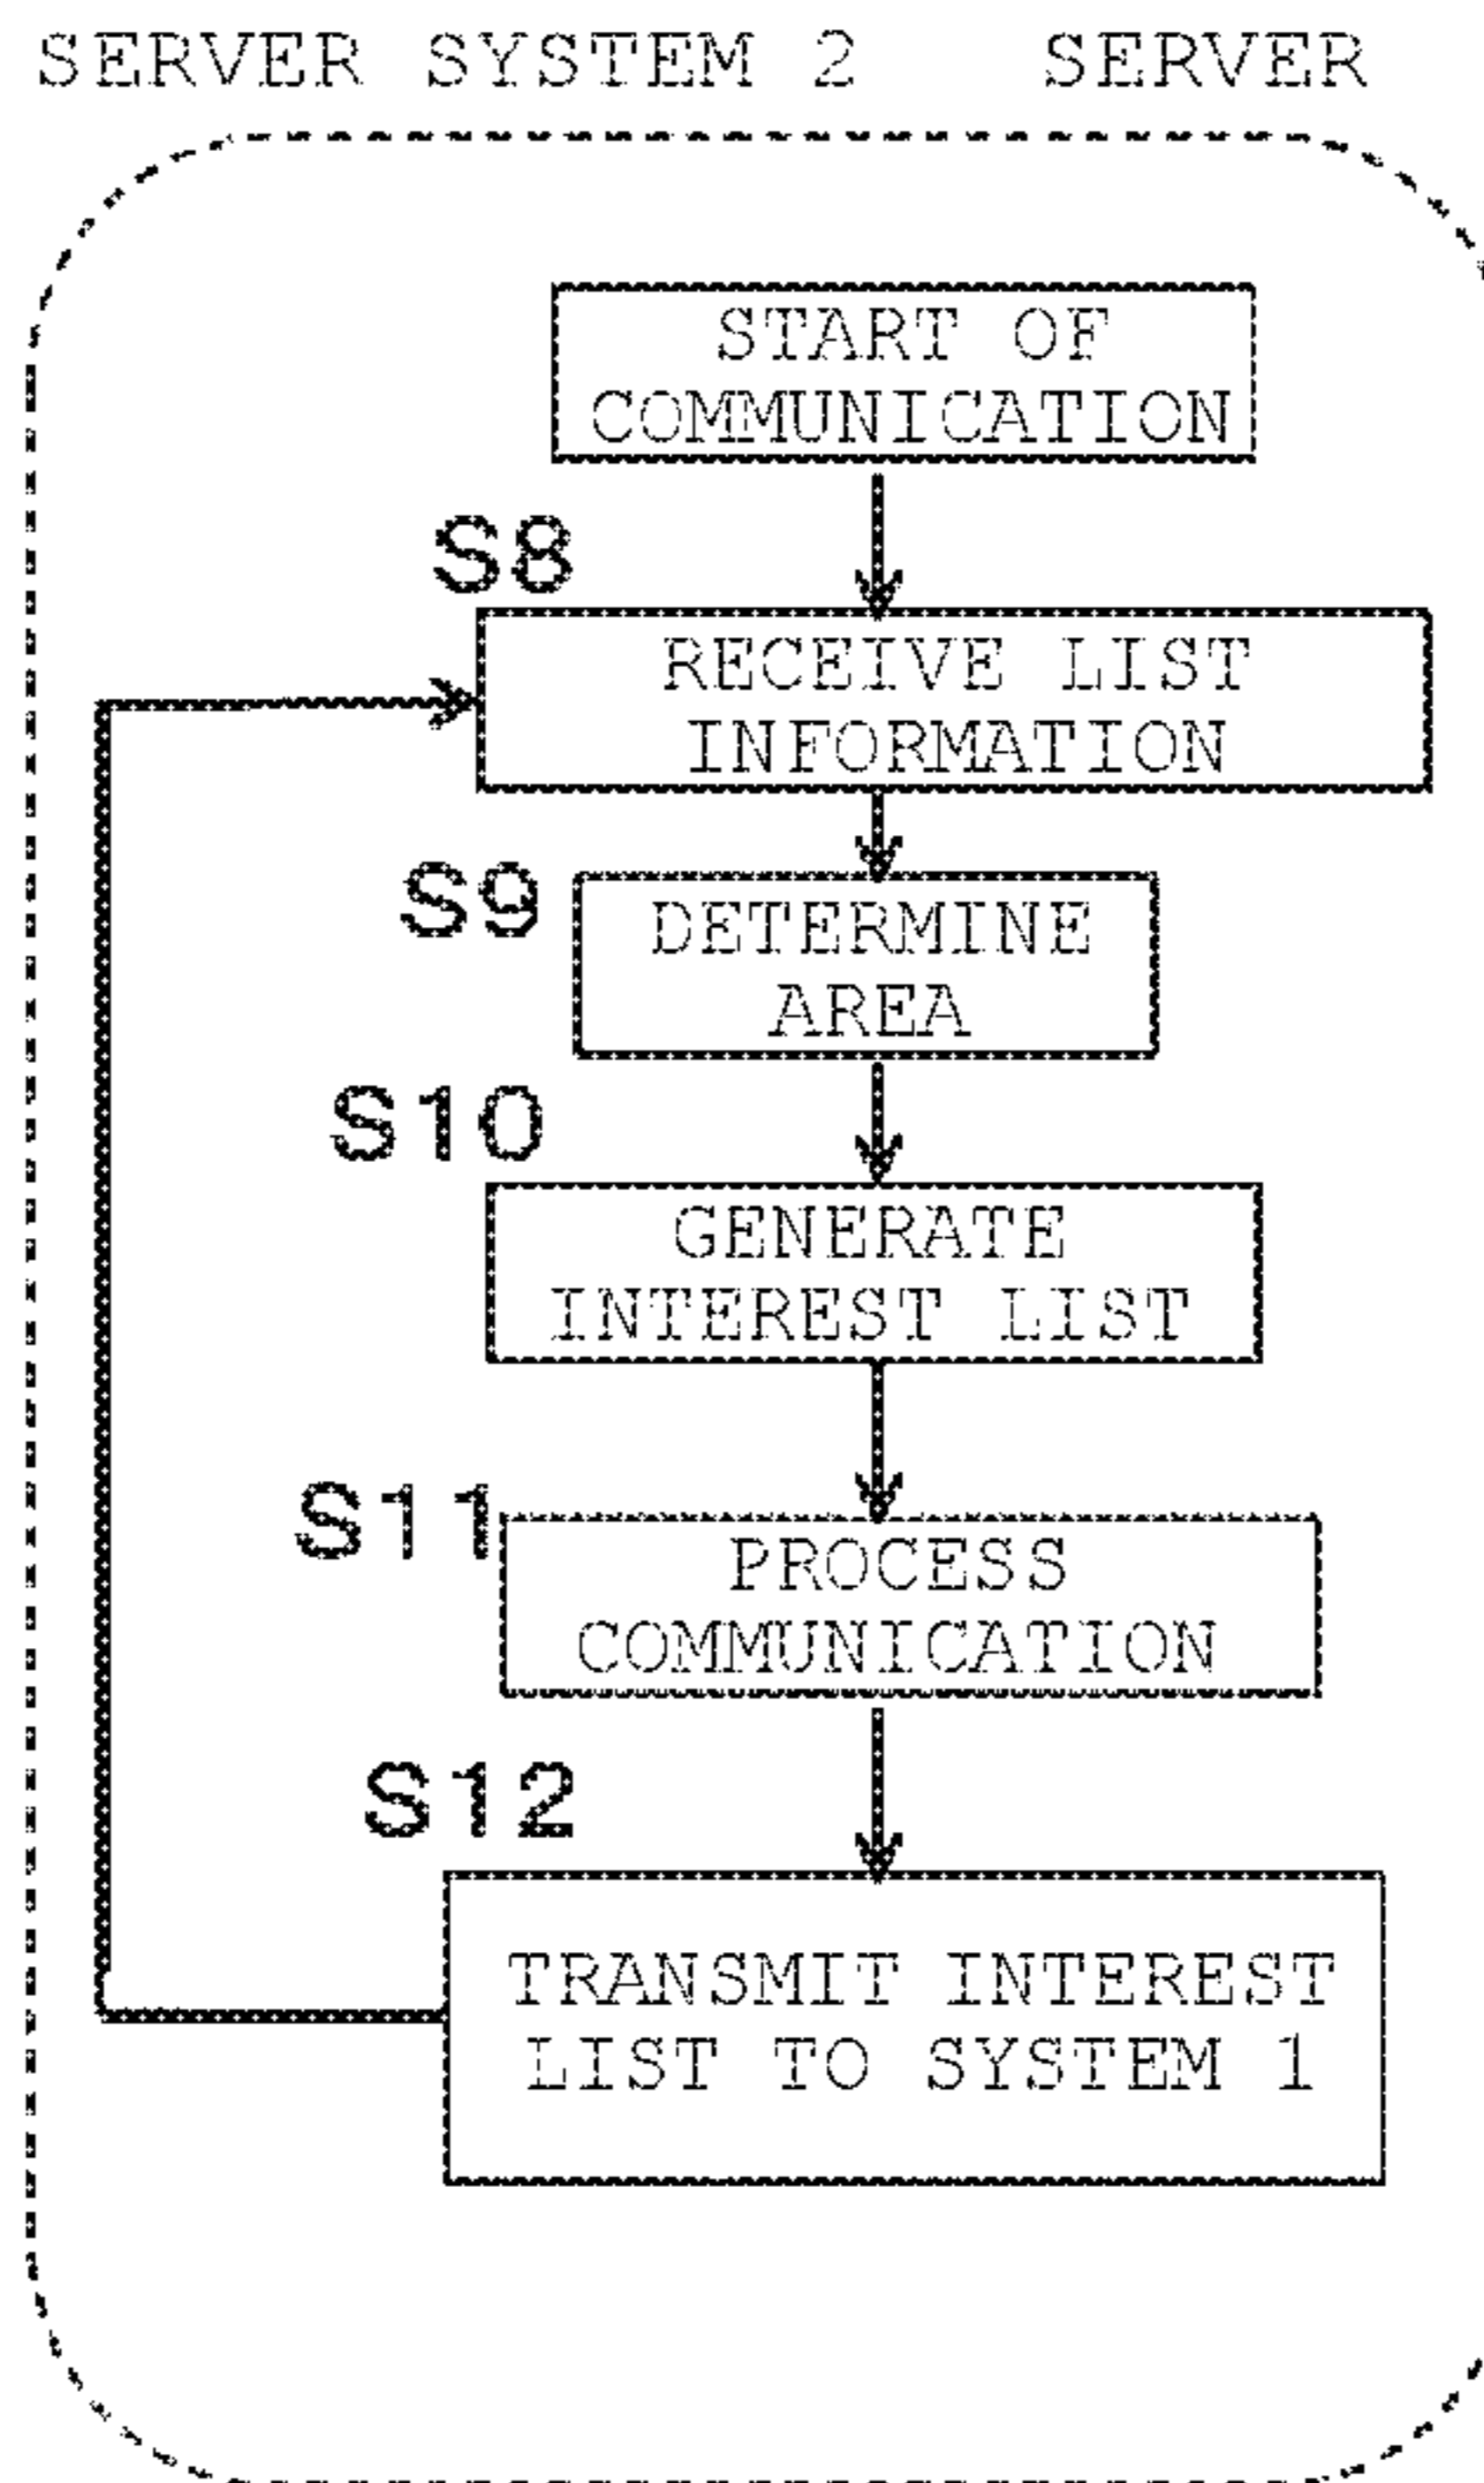 SERVER SYSTEM 2 SERVER
START OF
COMMUNICATION
S8
RECEIVE LIST
INFORMATION
S9
DETERMINE
AREA
S10
GENERATE
INTEREST LIST
S11
PROCESS
COMMUNICATION
S12
TRANSMIT INTEREST
LIST TO SYSTEM 1